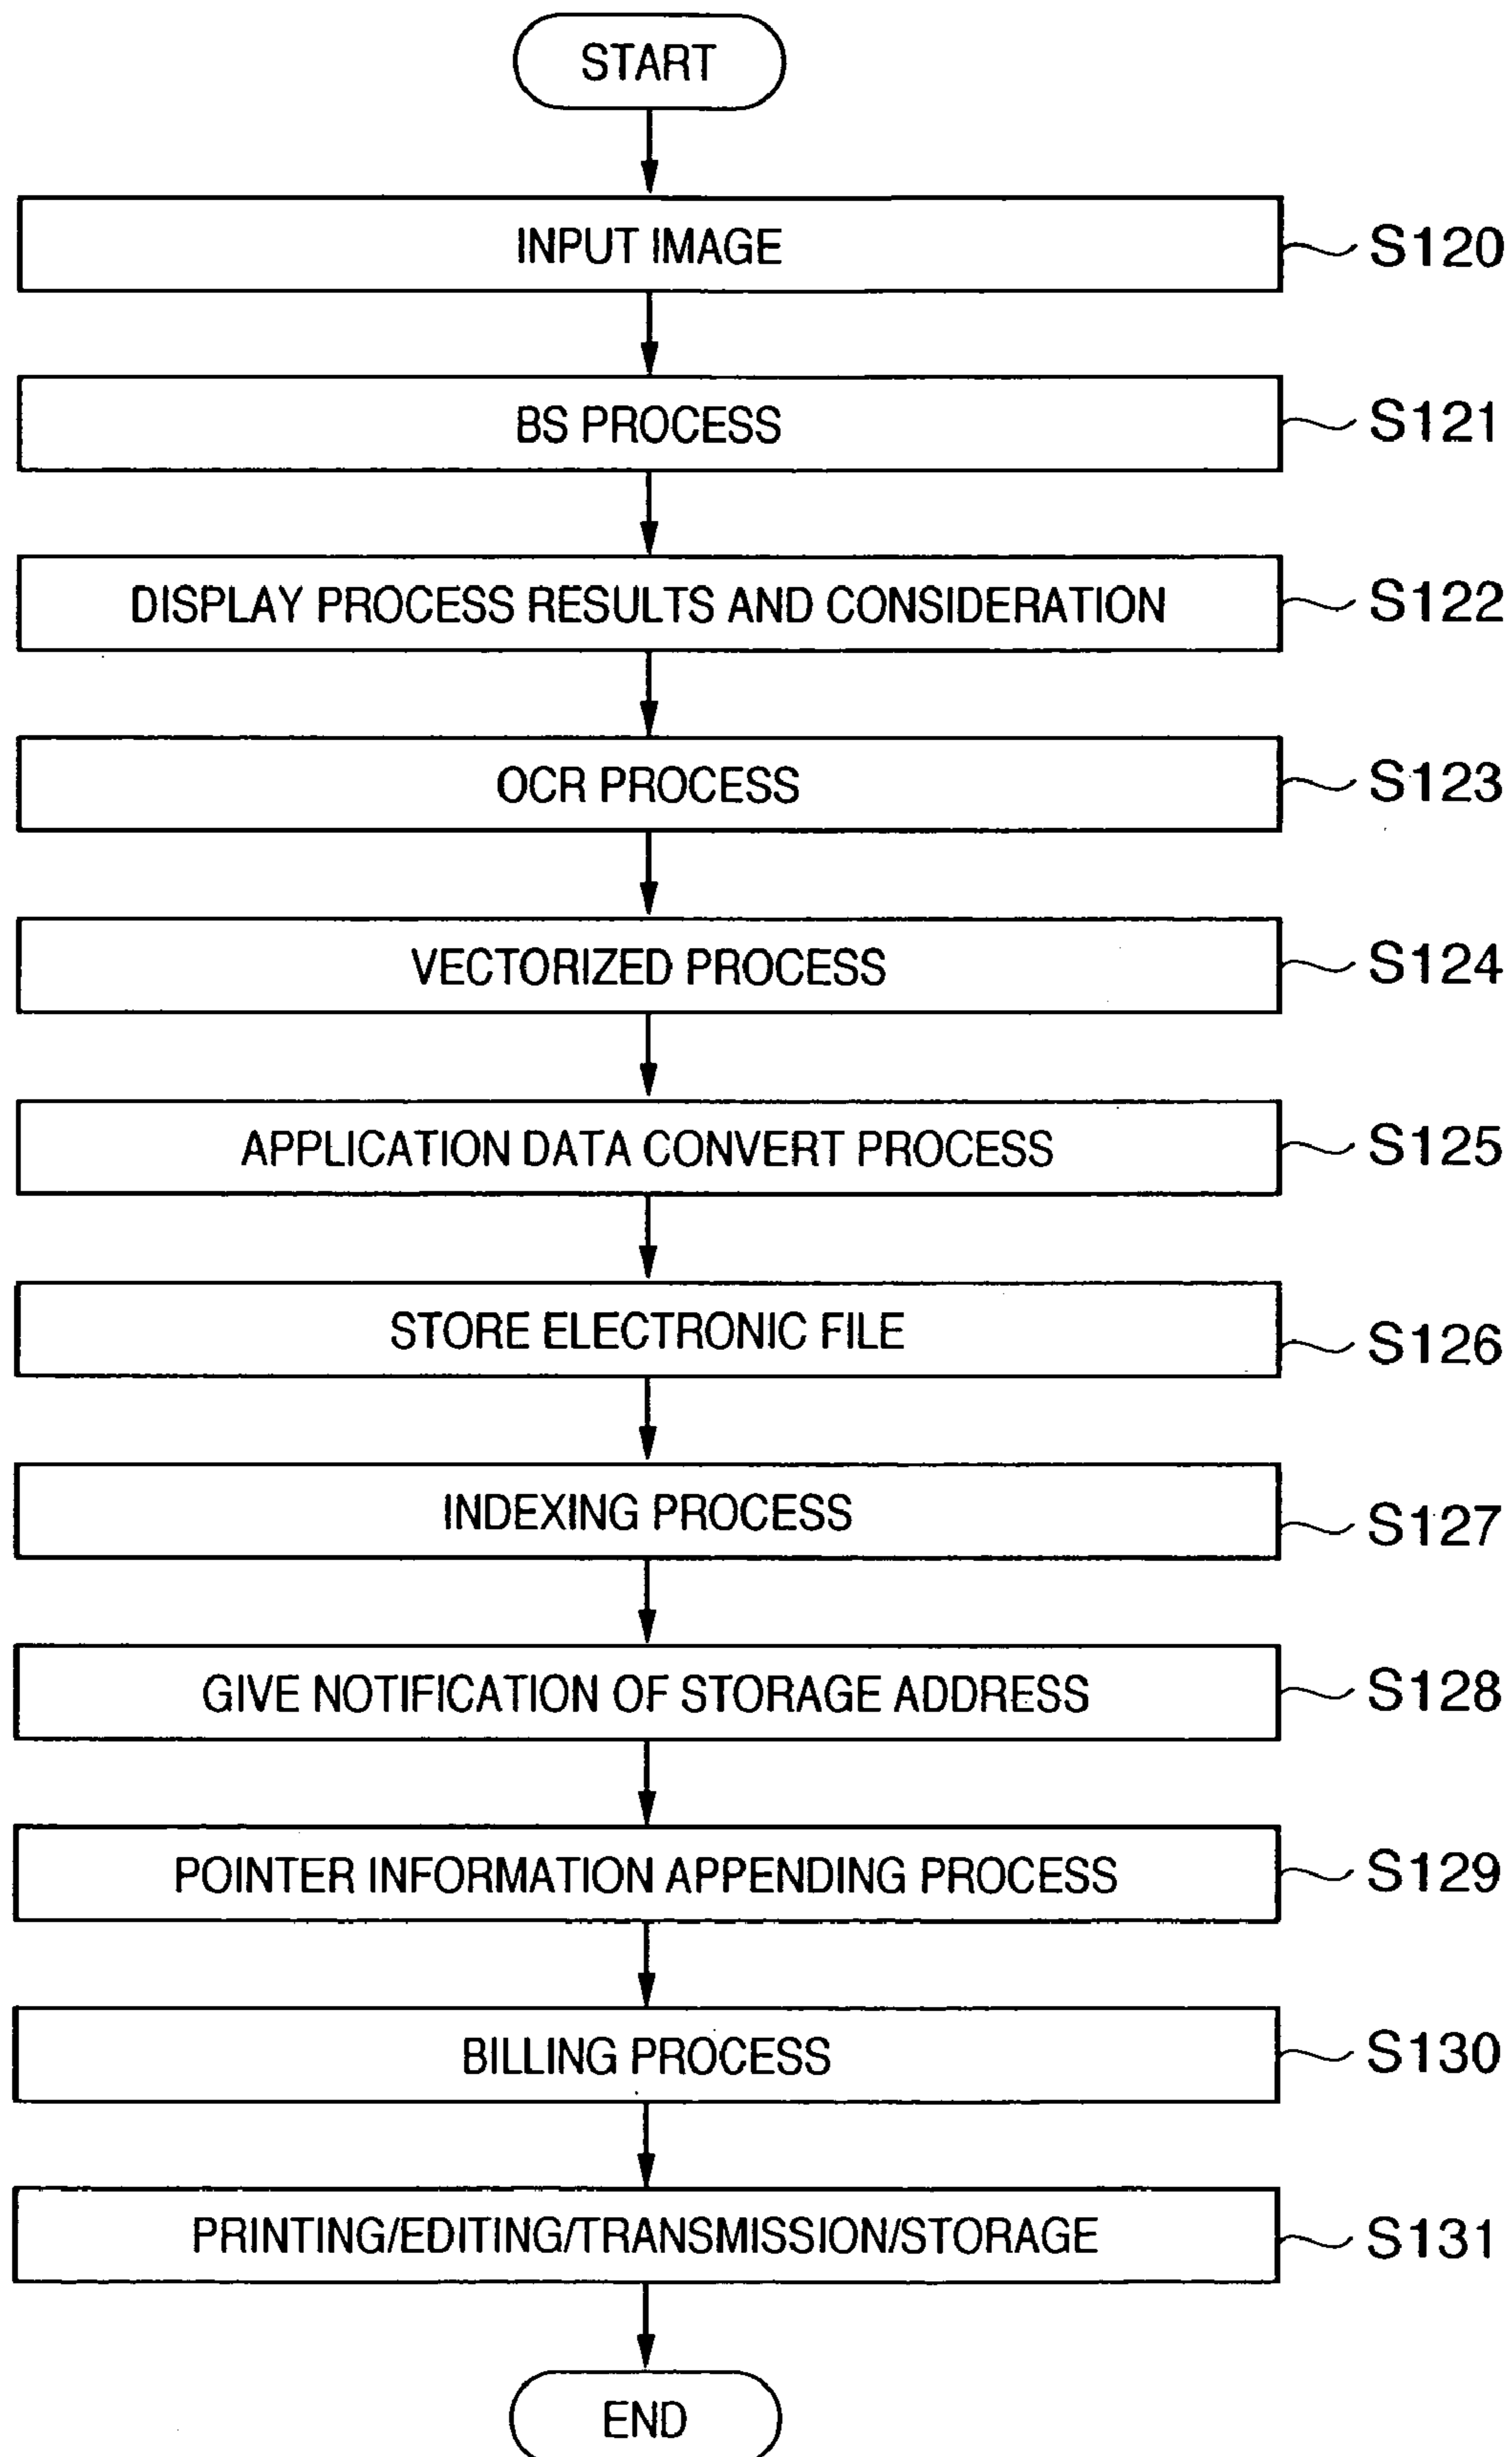 START
INPUT IMAGE S120
BS PROCESS S121
DISPLAY PROCESS RESULTS AND CONSIDERATION S122
OCR PROCESS S123
VECTORIZED PROCESS S124
APPLICATION DATA CONVERT PROCESS S125
STORE ELECTRONIC FILE S126
INDEXING PROCESS S127
GIVE NOTIFICATION OF STORAGE ADDRESS S128
POINTER INFORMATION APPENDING PROCESS S129
BILLING PROCESS S130
PRINTING/EDITING/TRANSMISSION/STORAGE S131
END